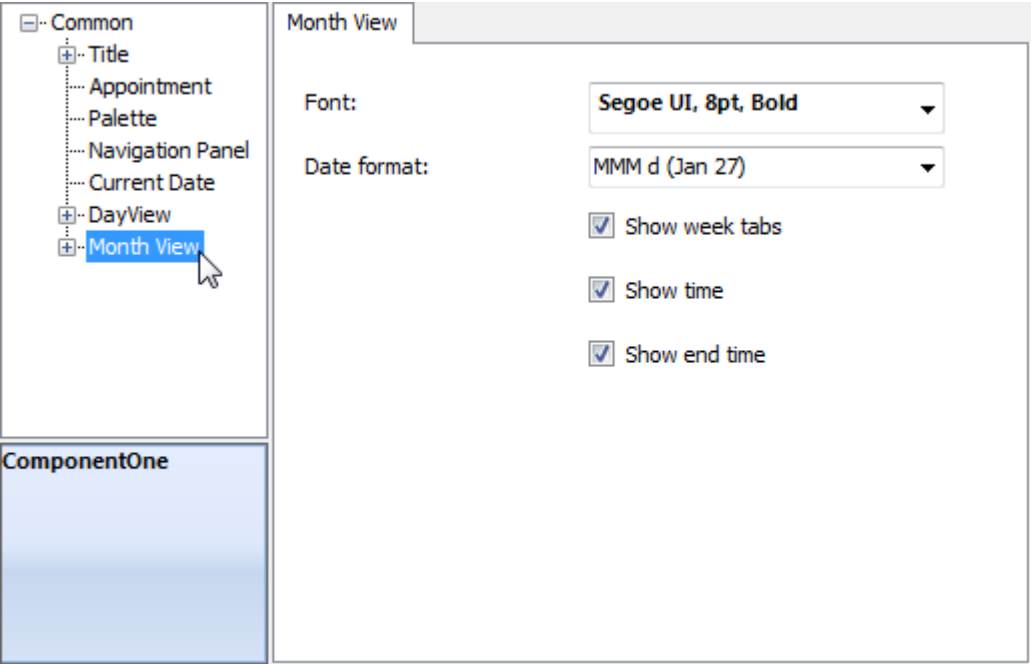 Common
Title
Appointment
Palette
Navigation Panel
Current Date
DayView
Month View
ComponentOne
Month View
Font:
Segoe UI, 8pt, Bold
Date format:
MMM d (Jan 27)
Show week tabs
Show time
Show end time